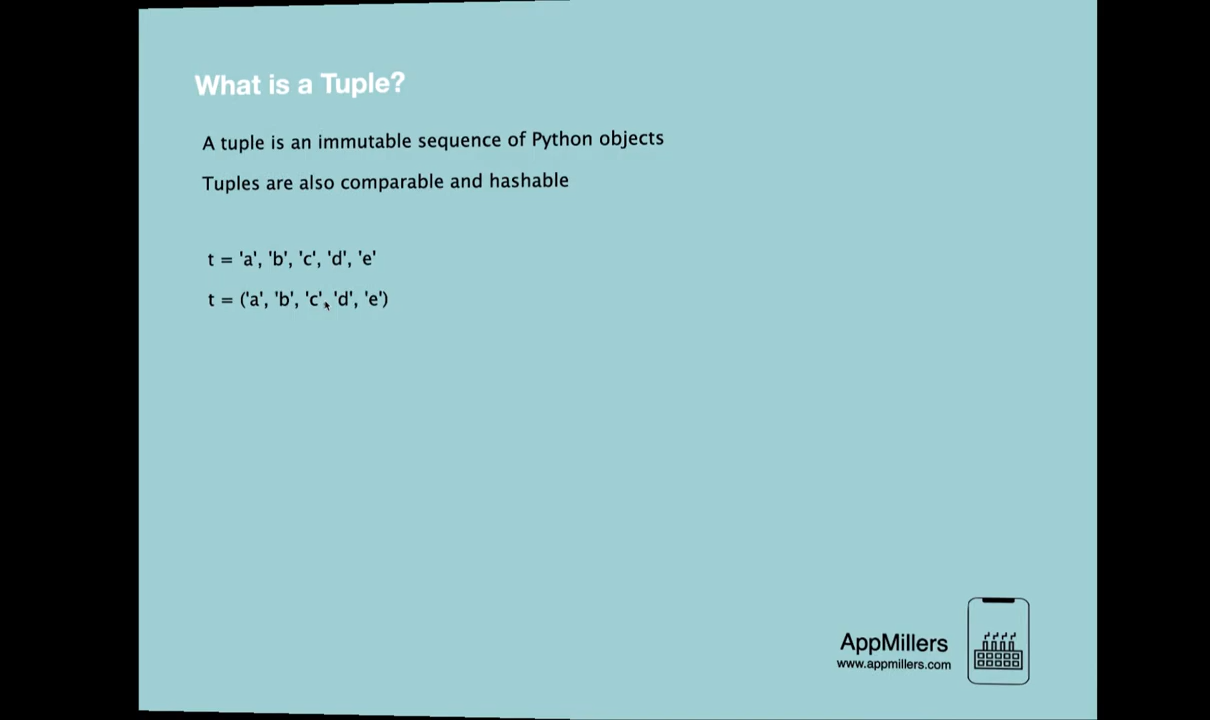 What is a Tuple?
A tuple is an immutable sequence of Python objects
Tuples are also comparable and hashable
t = 'a', 'b', 'c', 'd', 'e'
t = ('a', 'b', 'c', 'd', 'e')
AppMillers
www.appmillers.com